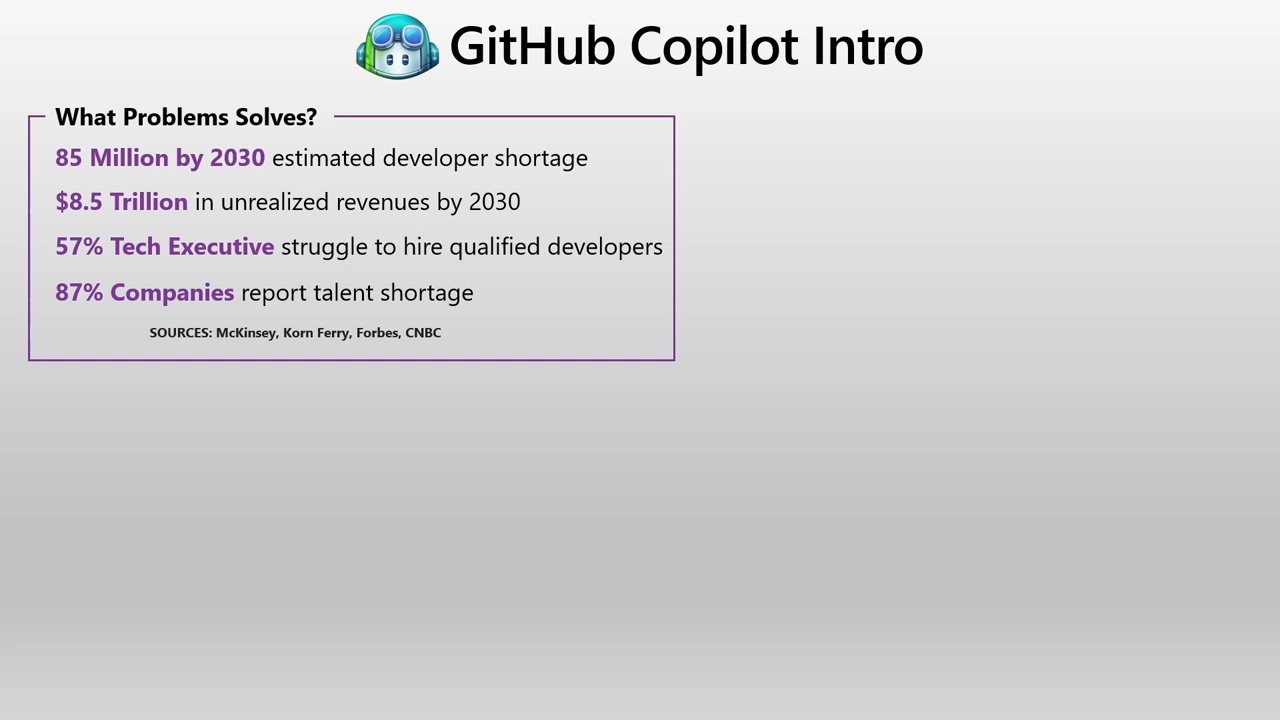 GitHub Copilot Intro
What Problems Solves?
85 Million by 2030 estimated developer shortage
$8.5 Trillion in unrealized revenues by 2030
57% Tech Executive struggle to hire qualified developers
87% Companies report talent shortage
SOURCES: McKinsey, Korn Ferry, Forbes, CNBC